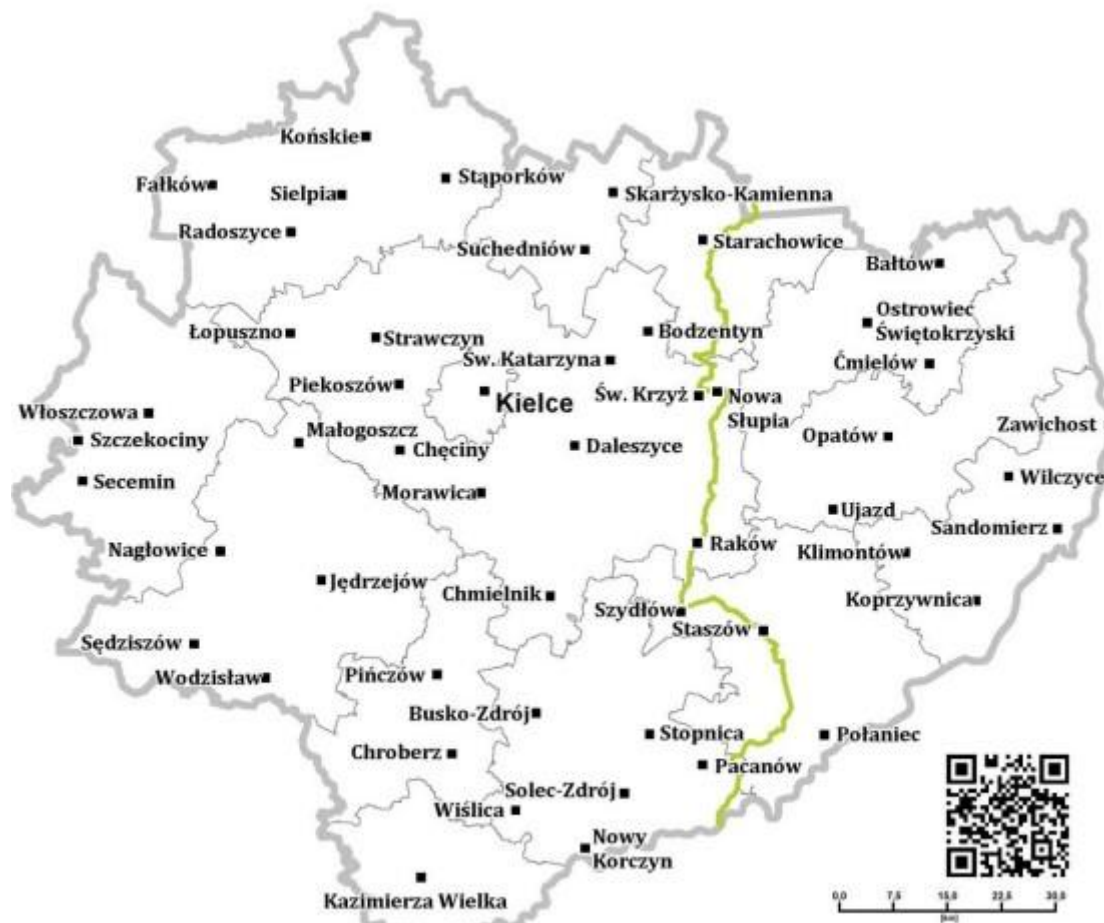 Końskie
Fałków
Sielpia
Stąporków
Skarżysko-Kamienna
Radoszyce
Suchedniów
Starachowice
Bałtów
Łopuszno
Strawczyn
Bodzentyn
Ostrowiec
Świętokrzyski
Św. Katarzyna
Ćmielów
Piekoszów
Kielce
Św. Krzyż
Nowa
Słupia
Włoszczowa
Szczekociny
Małogoszcz
Chęciny
Daleszyce
Opatów
Zawichost
Secemin
Morawica
Wilczyce
Ujazd
Sandomierz
Nagłowice
Raków
Klimontów
Jędrzejów
Chmielnik
Szydłów
Koprzywnica
Staszów
Sędziszów
Wodzisław
Pińczów
Busko-Zdrój
Stopnica
Połaniec
Chroberz
Pacanów
Solec-Zdrój
Wiślica
Nowy
Korczyn
Kazimierza Wielka
0,0 7,5 15,0 22,5 30,0
[km]